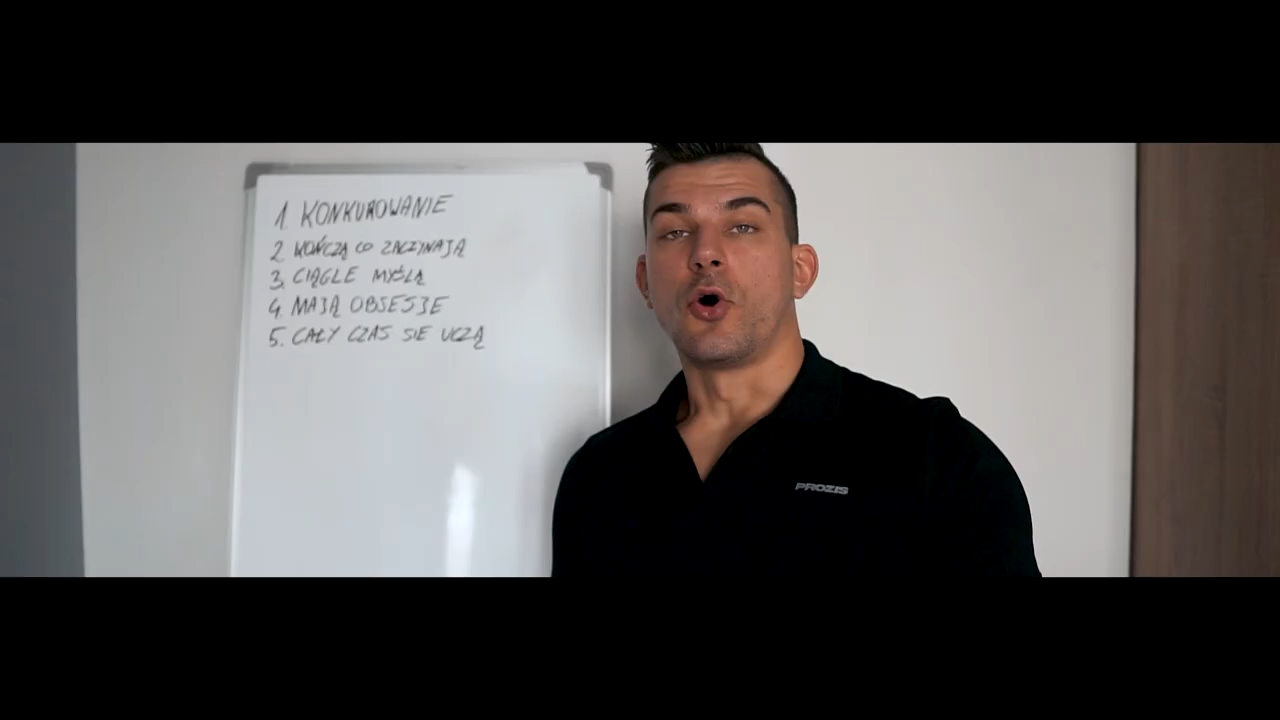 1. KONKUROWANIE
2. KOŃCZĄ CO ZACZYNAJĄ
3. CIĄGLE MYŚLĄ
4. MAJĄ OBSESJE
5. CAŁY CZAS SIE UCZĄ
PROZIS